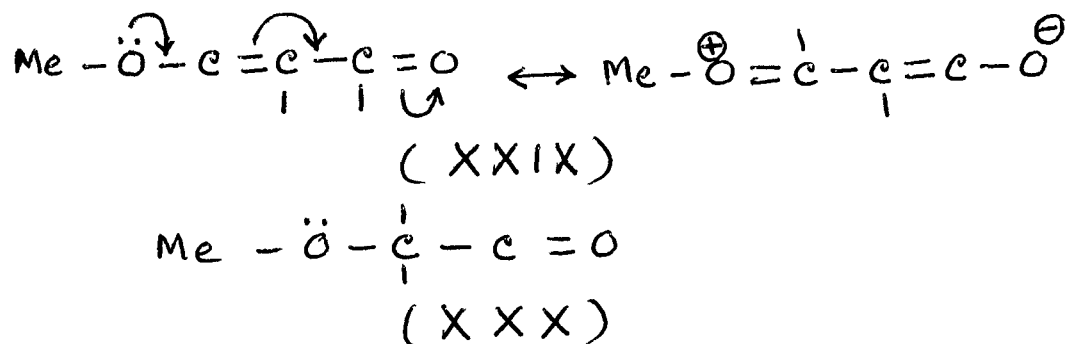 Me – Ö – C = C – C = O ⟷ Me – O⊕ = C – C = C – O⊖
(XXIX)
Me – Ö – C – C = O
(XXX)